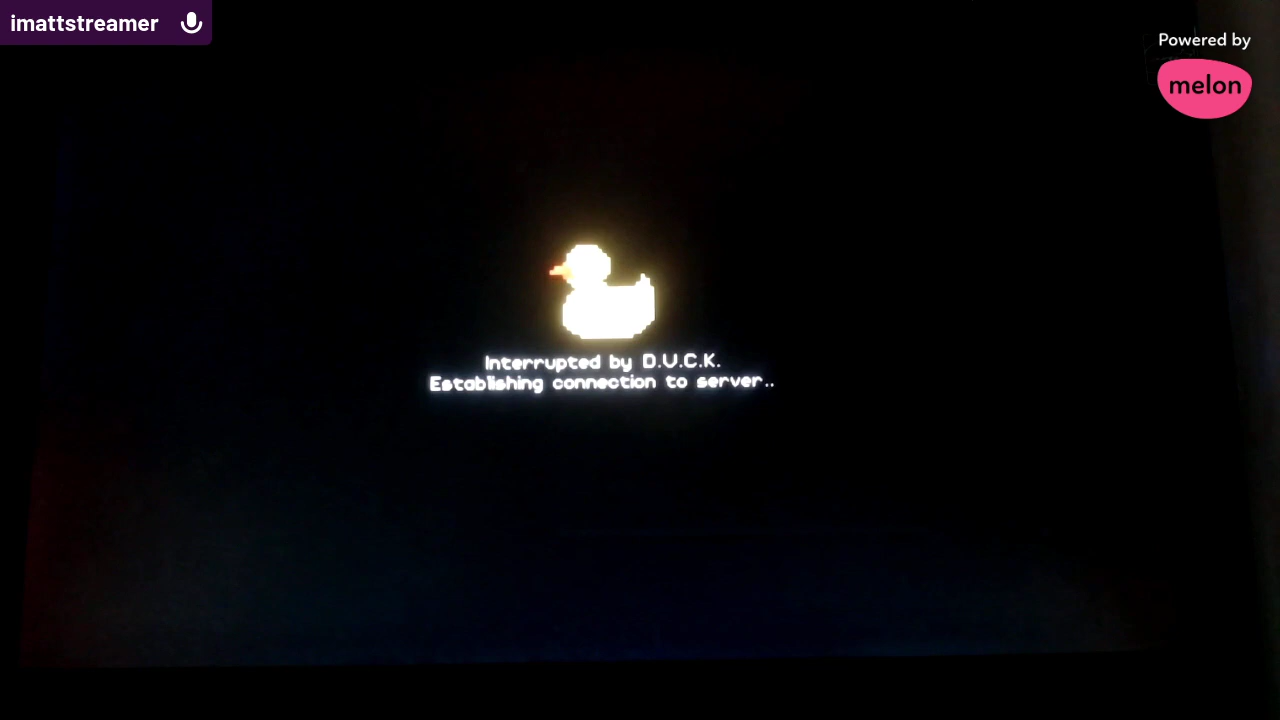 imattstreamer
Powered by
melon
Interrupted by D.U.C.K.
Establishing connection to server..